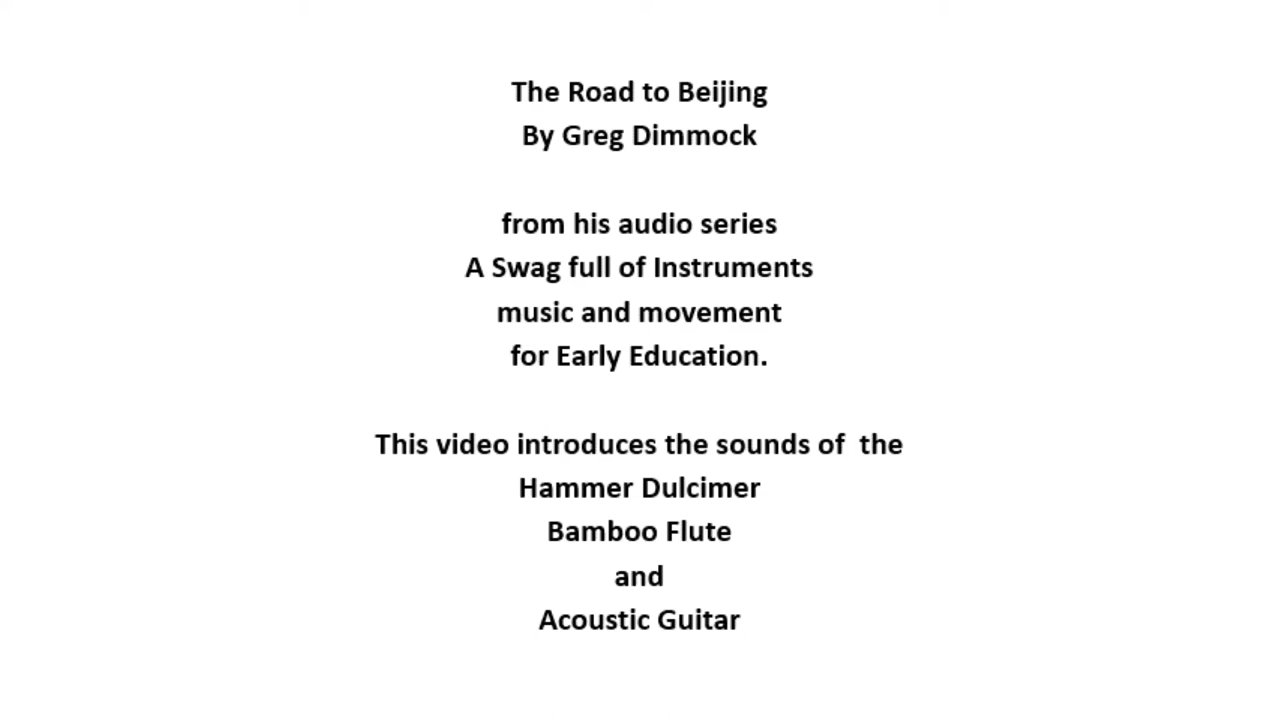 The Road to Beijing
By Greg Dimmock
from his audio series
A Swag full of Instruments
music and movement
for Early Education.
This video introduces the sounds of  the
Hammer Dulcimer
Bamboo Flute
and
Acoustic Guitar